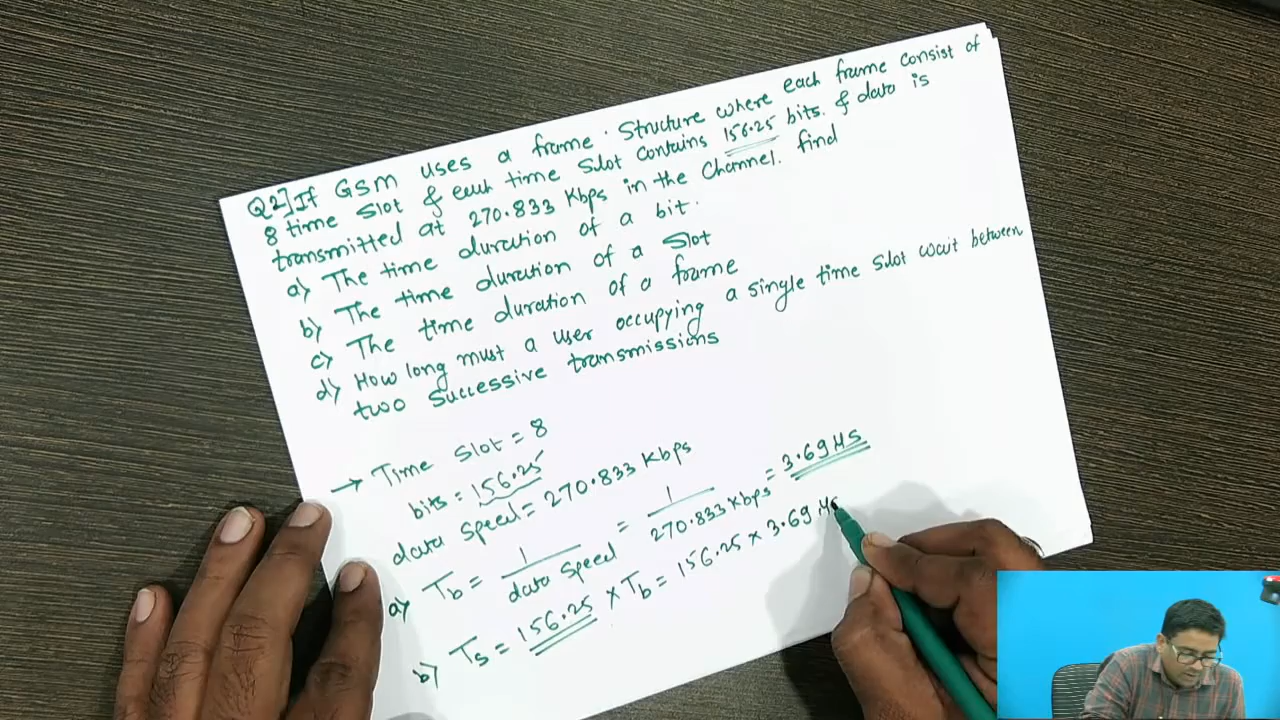 Q2] If GSM uses a frame. Structure where each frame consist of
8 time slot & each time slot contains 156.25 bits. & data is
transmitted at 270.833 Kbps in the channel. find
a) The time duration of a bit.
b) The time duration of a slot
c) The time duration of a frame
d) How long must a user occupying a single time slot wait between
two successive transmissions
→ Time slot = 8
bits = 156.25
data speed = 270.833 Kbps
a) Tb = 1/data speed = 1/270.833 Kbps = 3.69 μs
b) Ts = 156.25 × Tb = 156.25 × 3.69 μs